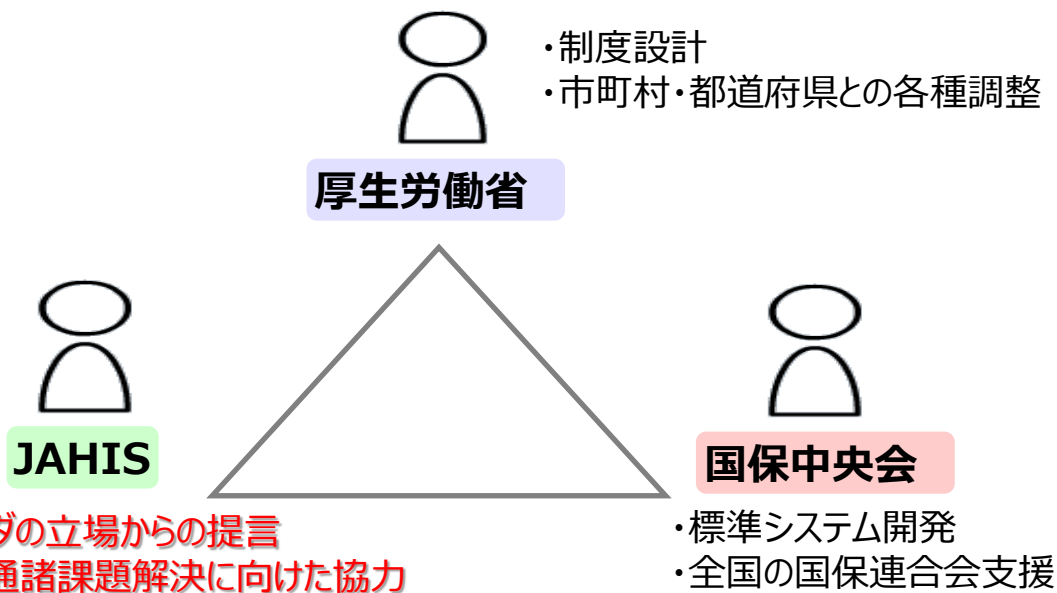 ・制度設計
・市町村・都道府県との各種調整
厚生労働省
JAHIS
国保中央会
ダの立場からの提言
通諸課題解決に向けた協力
・標準システム開発
・全国の国保連合会支援